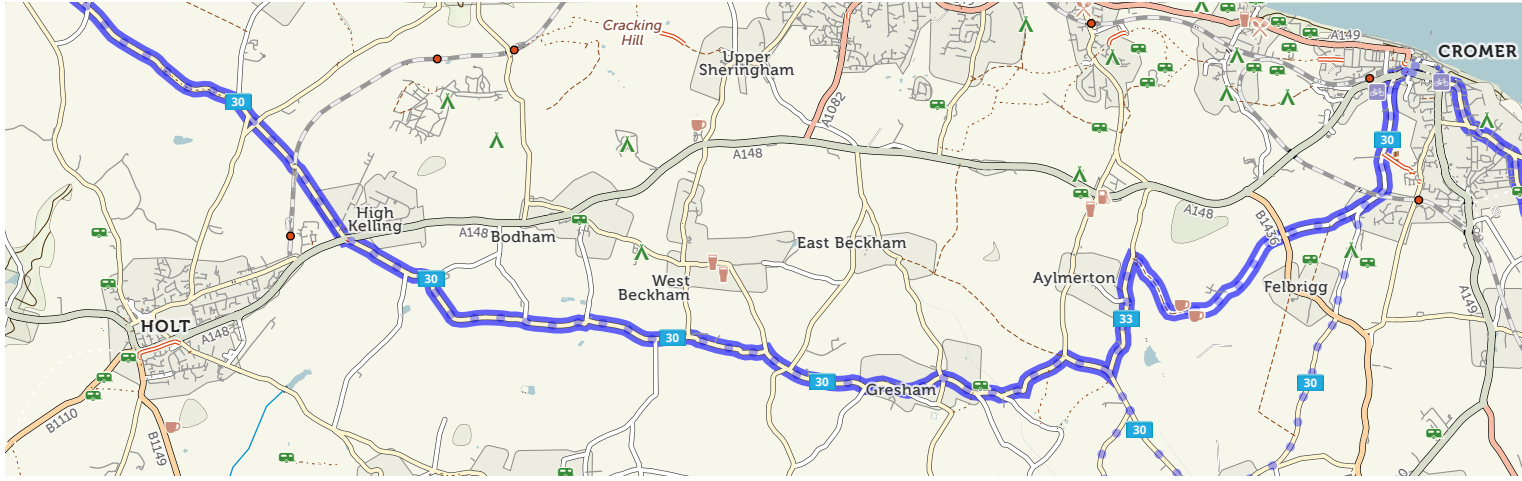 Cracking
Hill
A149
CROMER
Upper
Sheringham
30
A1082
30
A148
High
Kelling
A148
Bodham
East Beckham
A148
B1436
30
West
Beckham
Aylmerton
Felbrigg
A149
33
HOLT
A148
30
30
Gresham
30
B1110
B1149
30